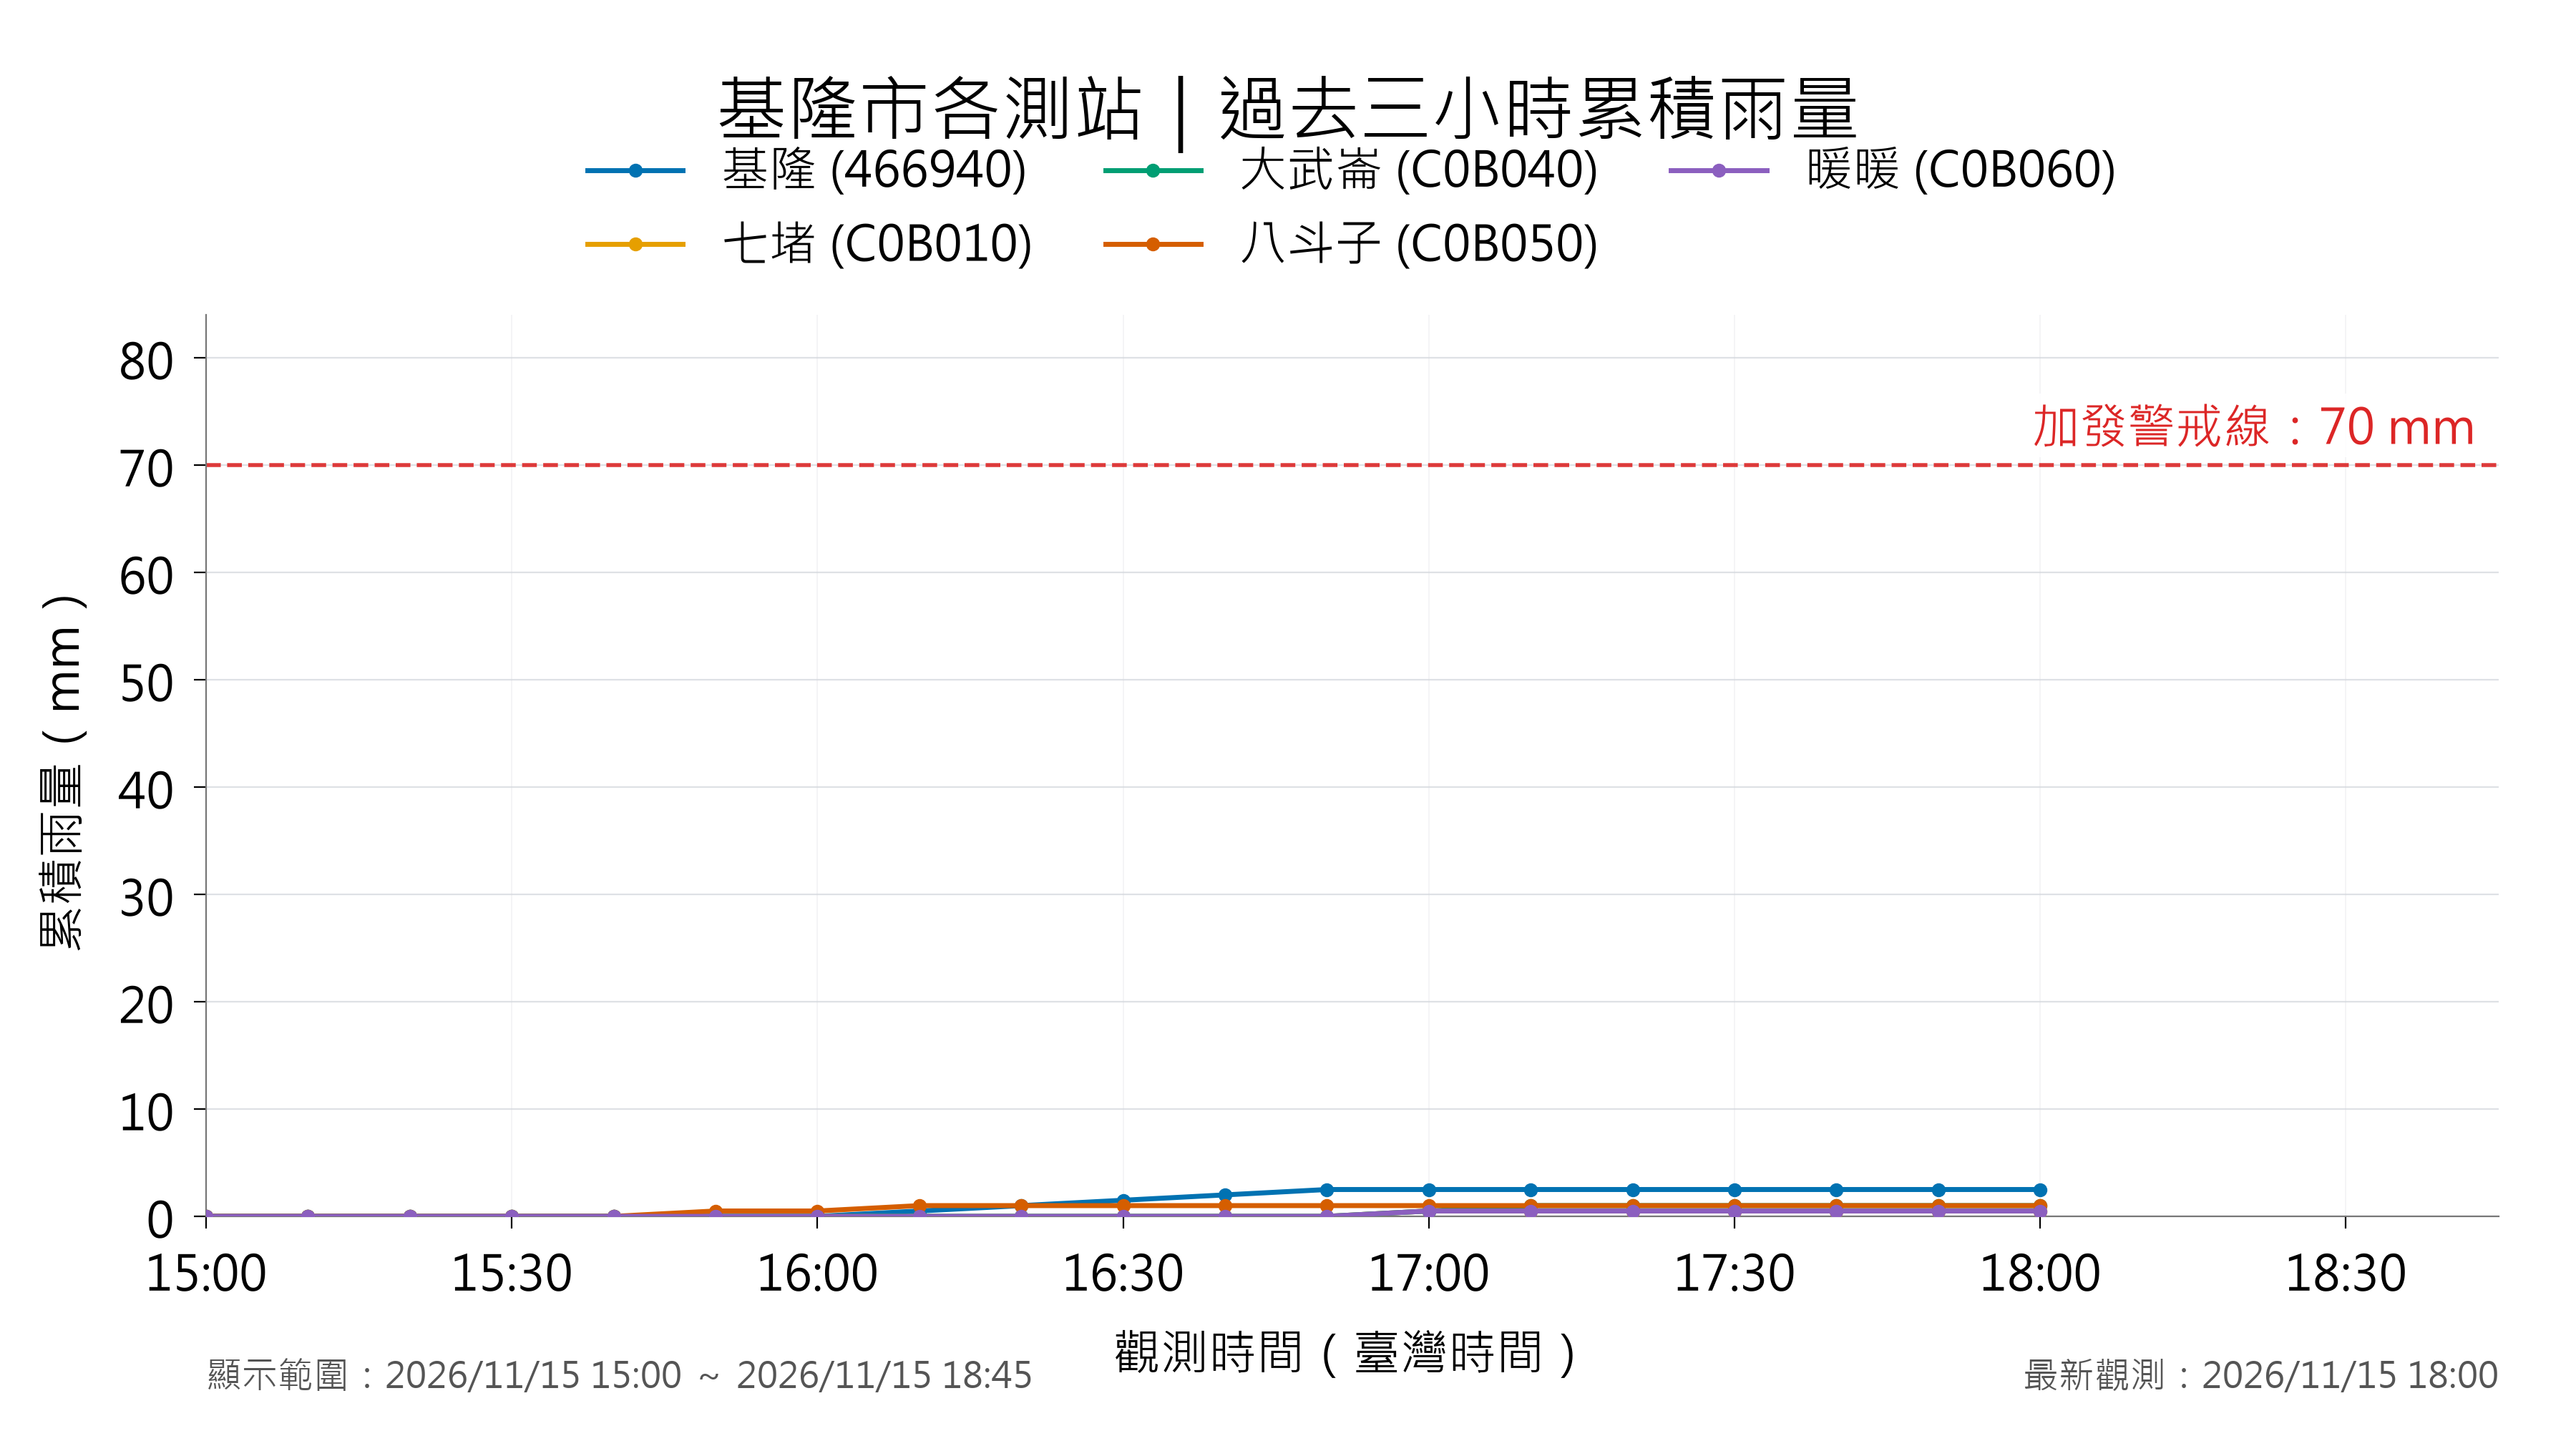 基隆市各測站｜過去三小時累積雨量
基隆 (466940)
大武崙 (C0B040)
暖暖 (C0B060)
七堵 (C0B010)
八斗子 (C0B050)
加發警戒線：70 mm
累積雨量（mm）
80
70
60
50
40
30
20
10
0
15:00 15:30 16:00 16:30 17:00 17:30 18:00 18:30
觀測時間（臺灣時間）
顯示範圍：2026/11/15 15:00 ~ 2026/11/15 18:45
最新觀測：2026/11/15 18:00